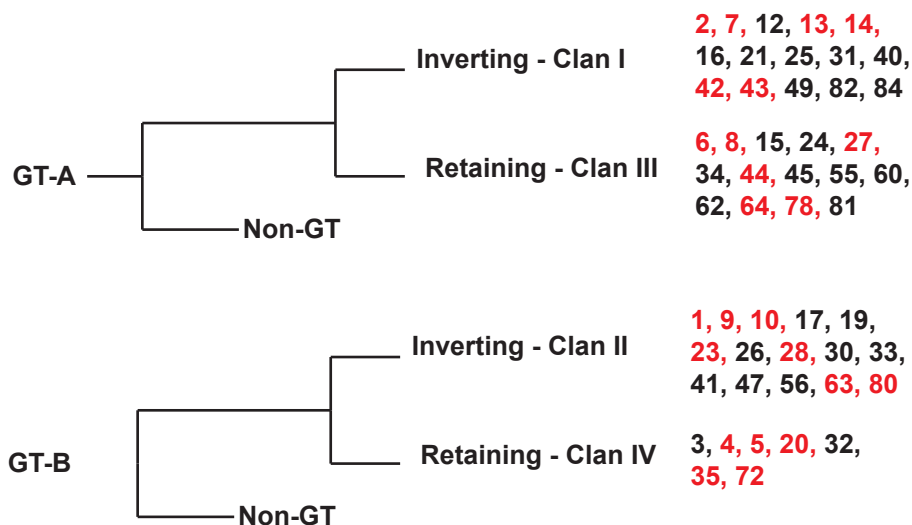 Inverting - Clan I
2, 7, 12, 13, 14,
16, 21, 25, 31, 40,
42, 43, 49, 82, 84
GT-A
Retaining - Clan III
6, 8, 15, 24, 27,
34, 44, 45, 55, 60,
62, 64, 78, 81
Non-GT
Inverting - Clan II
1, 9, 10, 17, 19,
23, 26, 28, 30, 33,
41, 47, 56, 63, 80
GT-B
Retaining - Clan IV
3, 4, 5, 20, 32,
35, 72
Non-GT